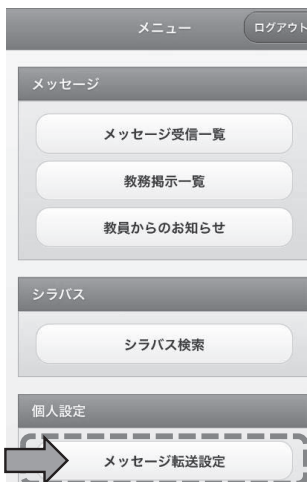 メニュー
ログアウト
メッセージ
メッセージ受信一覧
教務掲示一覧
教員からのお知らせ
シラバス
シラバス検索
個人設定
メッセージ転送設定